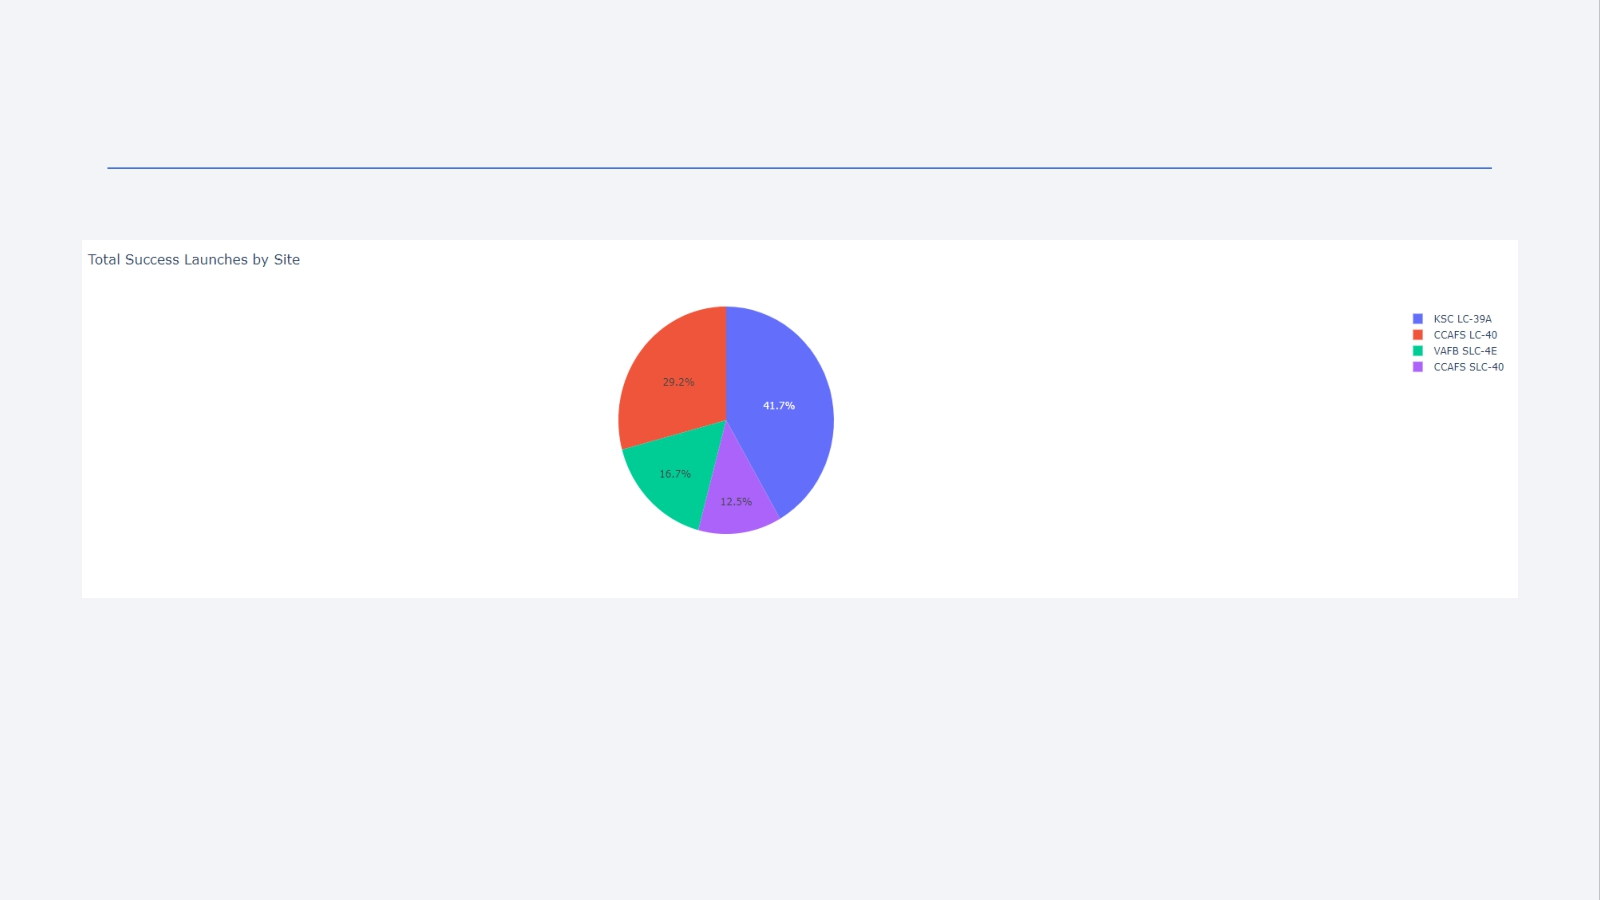 Total Success Launches by Site
KSC LC-39A
CCAFS LC-40
VAFB SLC-4E
CCAFS SLC-40
29.2%
41.7%
16.7%
12.5%